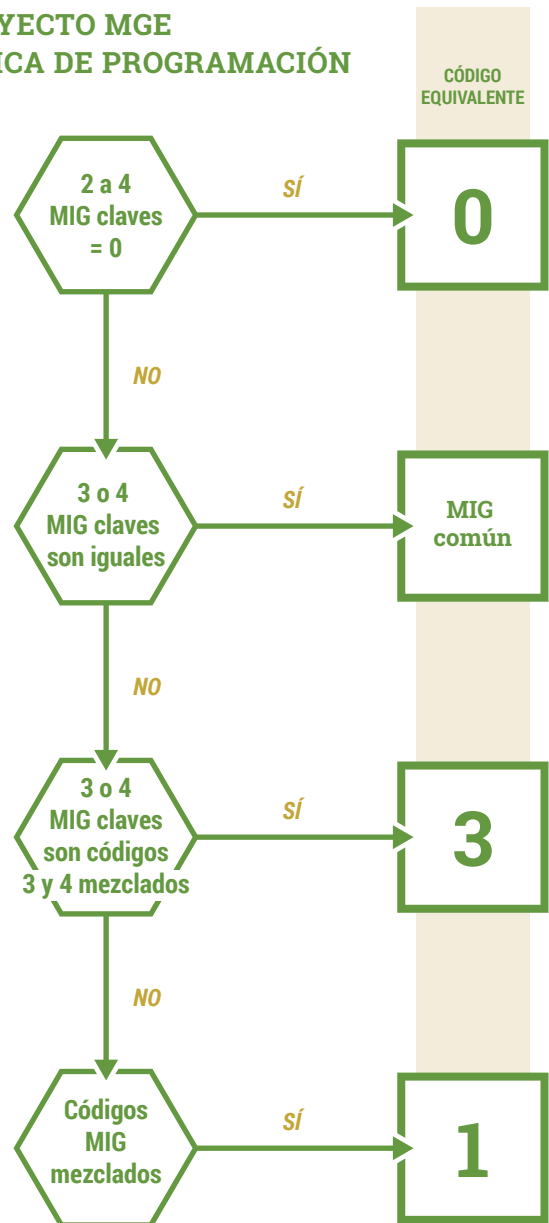 YECTO MGE
ICA DE PROGRAMACIÓN
CÓDIGO
EQUIVALENTE
2 a 4
MIG claves
= 0
SÍ
0
NO
3 o 4
MIG claves
son iguales
SÍ
MIG
común
NO
3 o 4
MIG claves
son códigos
3 y 4 mezclados
SÍ
3
NO
Códigos
MIG
mezclados
SÍ
1